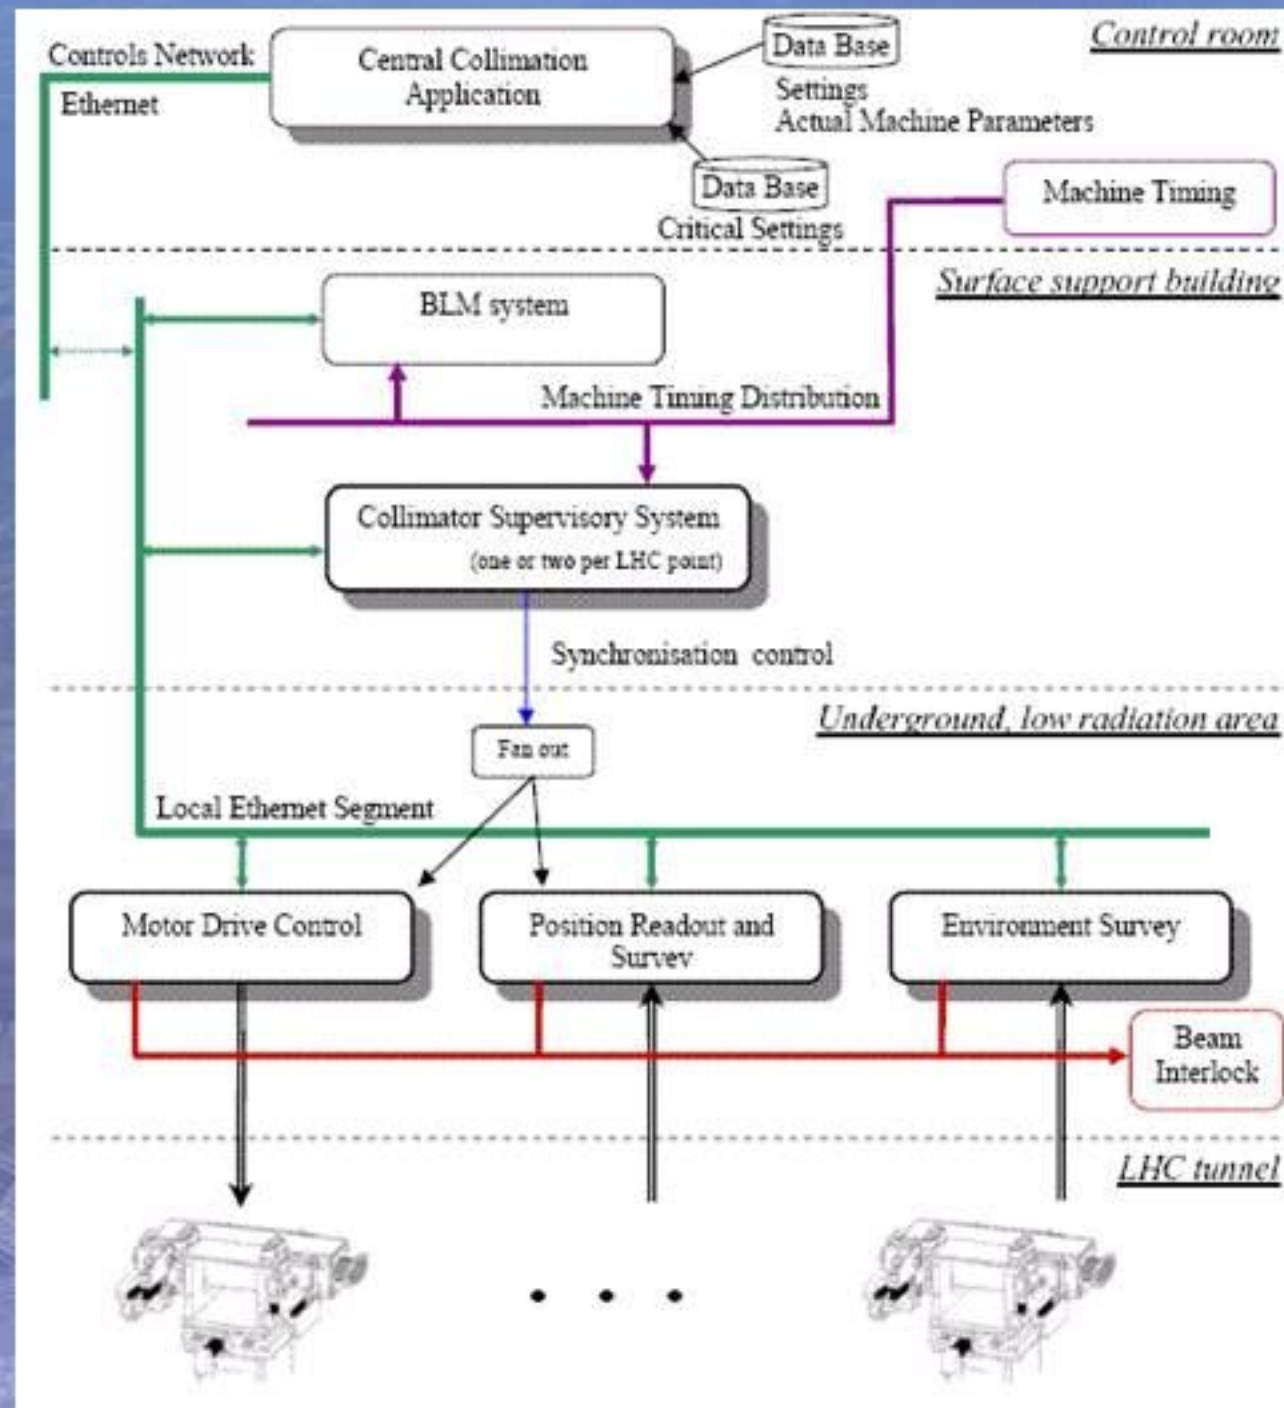 Control room
Controls Network
Ethernet
Central Collimation
Application
Data Base
Settings
Actual Machine Parameters
Data Base
Critical Settings
Machine Timing
Surface support building
BLM system
Machine Timing Distribution
Collimator Supervisory System
(one or two per LHC point)
Synchronisation control
Underground, low radiation area
Fan out
Local Ethernet Segment
Motor Drive Control
Position Readout and
Survey
Environment Survey
Beam
Interlock
LHC tunnel